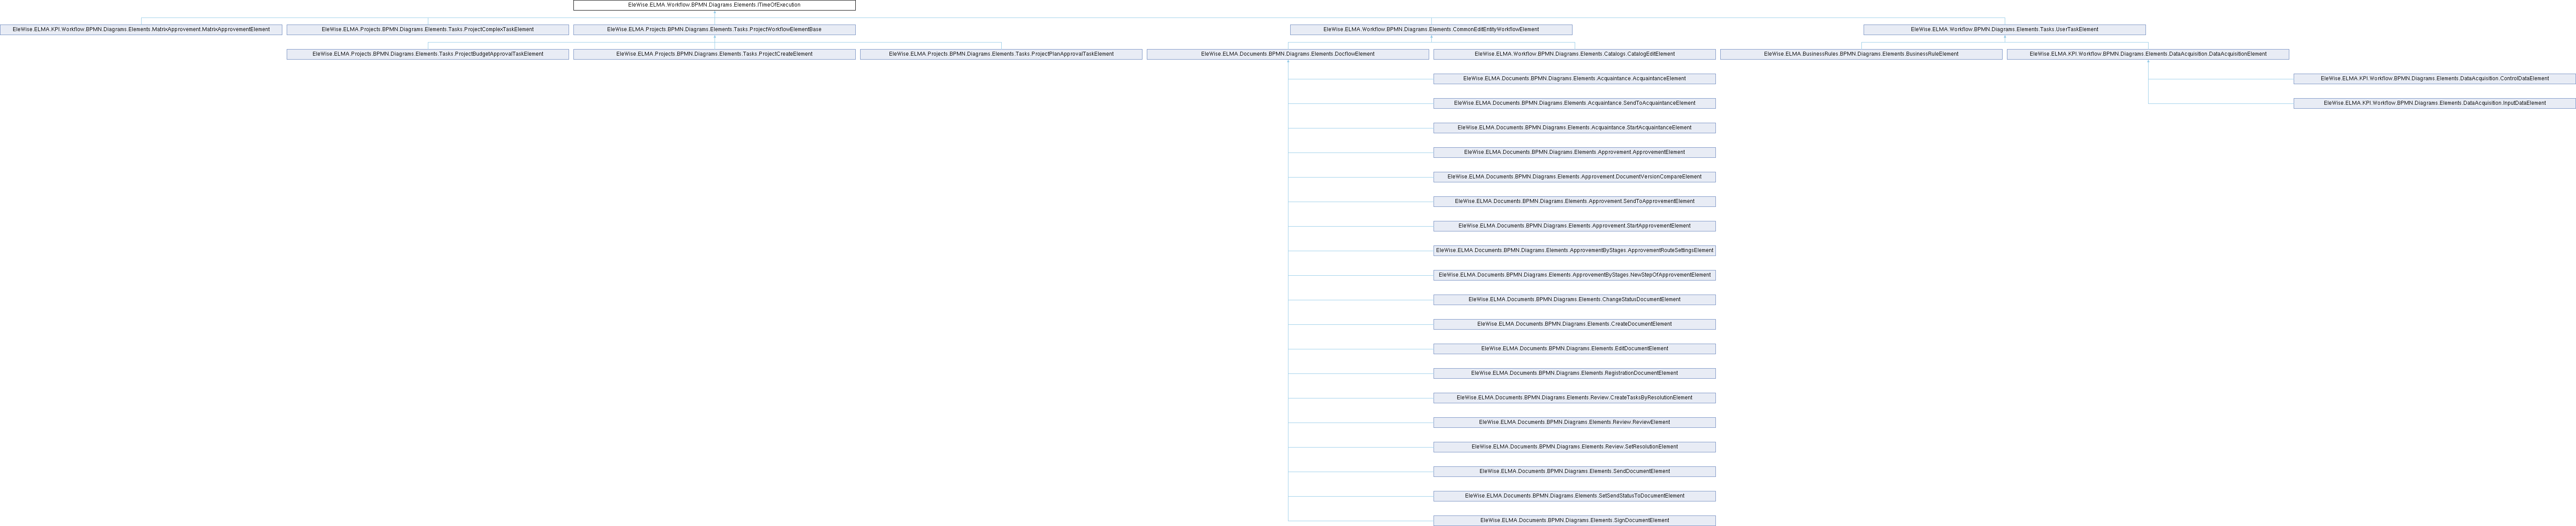 EleWise.ELMA.Workflow.BPMN.Diagrams.Elements.ITimeOfExecution
EleWise.ELMA.KPI.Workflow.BPMN.Diagrams.Elements.MatrixApprovement.MatrixApprovementElement
EleWise.ELMA.Projects.BPMN.Diagrams.Elements.Tasks.ProjectComplexTaskElement
EleWise.ELMA.Projects.BPMN.Diagrams.Elements.Tasks.ProjectWorkflowElementBase
EleWise.ELMA.Workflow.BPMN.Diagrams.Elements.CommonEditEntityWorkflowElement
EleWise.ELMA.Workflow.BPMN.Diagrams.Elements.Tasks.UserTaskElement
EleWise.ELMA.Projects.BPMN.Diagrams.Elements.Tasks.ProjectBudgetApprovalTaskElement
EleWise.ELMA.Projects.BPMN.Diagrams.Elements.Tasks.ProjectCreateElement
EleWise.ELMA.Projects.BPMN.Diagrams.Elements.Tasks.ProjectPlanApprovalTaskElement
EleWise.ELMA.Documents.BPMN.Diagrams.Elements.DocflowElement
EleWise.ELMA.Workflow.BPMN.Diagrams.Elements.Catalogs.CatalogEditElement
EleWise.ELMA.BusinessRules.BPMN.Diagrams.Elements.BusinessRuleElement
EleWise.ELMA.KPI.Workflow.BPMN.Diagrams.Elements.DataAcquisition.DataAcquisitionElement
EleWise.ELMA.Documents.BPMN.Diagrams.Elements.Acquaintance.AcquaintanceElement
EleWise.ELMA.KPI.Workflow.BPMN.Diagrams.Elements.DataAcquisition.ControlDataElement
EleWise.ELMA.Documents.BPMN.Diagrams.Elements.Acquaintance.SendToAcquaintanceElement
EleWise.ELMA.KPI.Workflow.BPMN.Diagrams.Elements.DataAcquisition.InputDataElement
EleWise.ELMA.Documents.BPMN.Diagrams.Elements.Acquaintance.StartAcquaintanceElement
EleWise.ELMA.Documents.BPMN.Diagrams.Elements.Approvement.ApprovementElement
EleWise.ELMA.Documents.BPMN.Diagrams.Elements.Approvement.DocumentVersionCompareElement
EleWise.ELMA.Documents.BPMN.Diagrams.Elements.Approvement.SendToApprovementElement
EleWise.ELMA.Documents.BPMN.Diagrams.Elements.Approvement.StartApprovementElement
EleWise.ELMA.Documents.BPMN.Diagrams.Elements.ApprovementByStages.ApprovementRouteSettingsElement
EleWise.ELMA.Documents.BPMN.Diagrams.Elements.ApprovementByStages.NewStepOfApprovementElement
EleWise.ELMA.Documents.BPMN.Diagrams.Elements.ChangeStatusDocumentElement
EleWise.ELMA.Documents.BPMN.Diagrams.Elements.CreateDocumentElement
EleWise.ELMA.Documents.BPMN.Diagrams.Elements.EditDocumentElement
EleWise.ELMA.Documents.BPMN.Diagrams.Elements.RegistrationDocumentElement
EleWise.ELMA.Documents.BPMN.Diagrams.Elements.Review.CreateTasksByResolutionElement
EleWise.ELMA.Documents.BPMN.Diagrams.Elements.Review.ReviewElement
EleWise.ELMA.Documents.BPMN.Diagrams.Elements.Review.SetResolutionElement
EleWise.ELMA.Documents.BPMN.Diagrams.Elements.SendDocumentElement
EleWise.ELMA.Documents.BPMN.Diagrams.Elements.SetSendStatusToDocumentElement
EleWise.ELMA.Documents.BPMN.Diagrams.Elements.SignDocumentElement